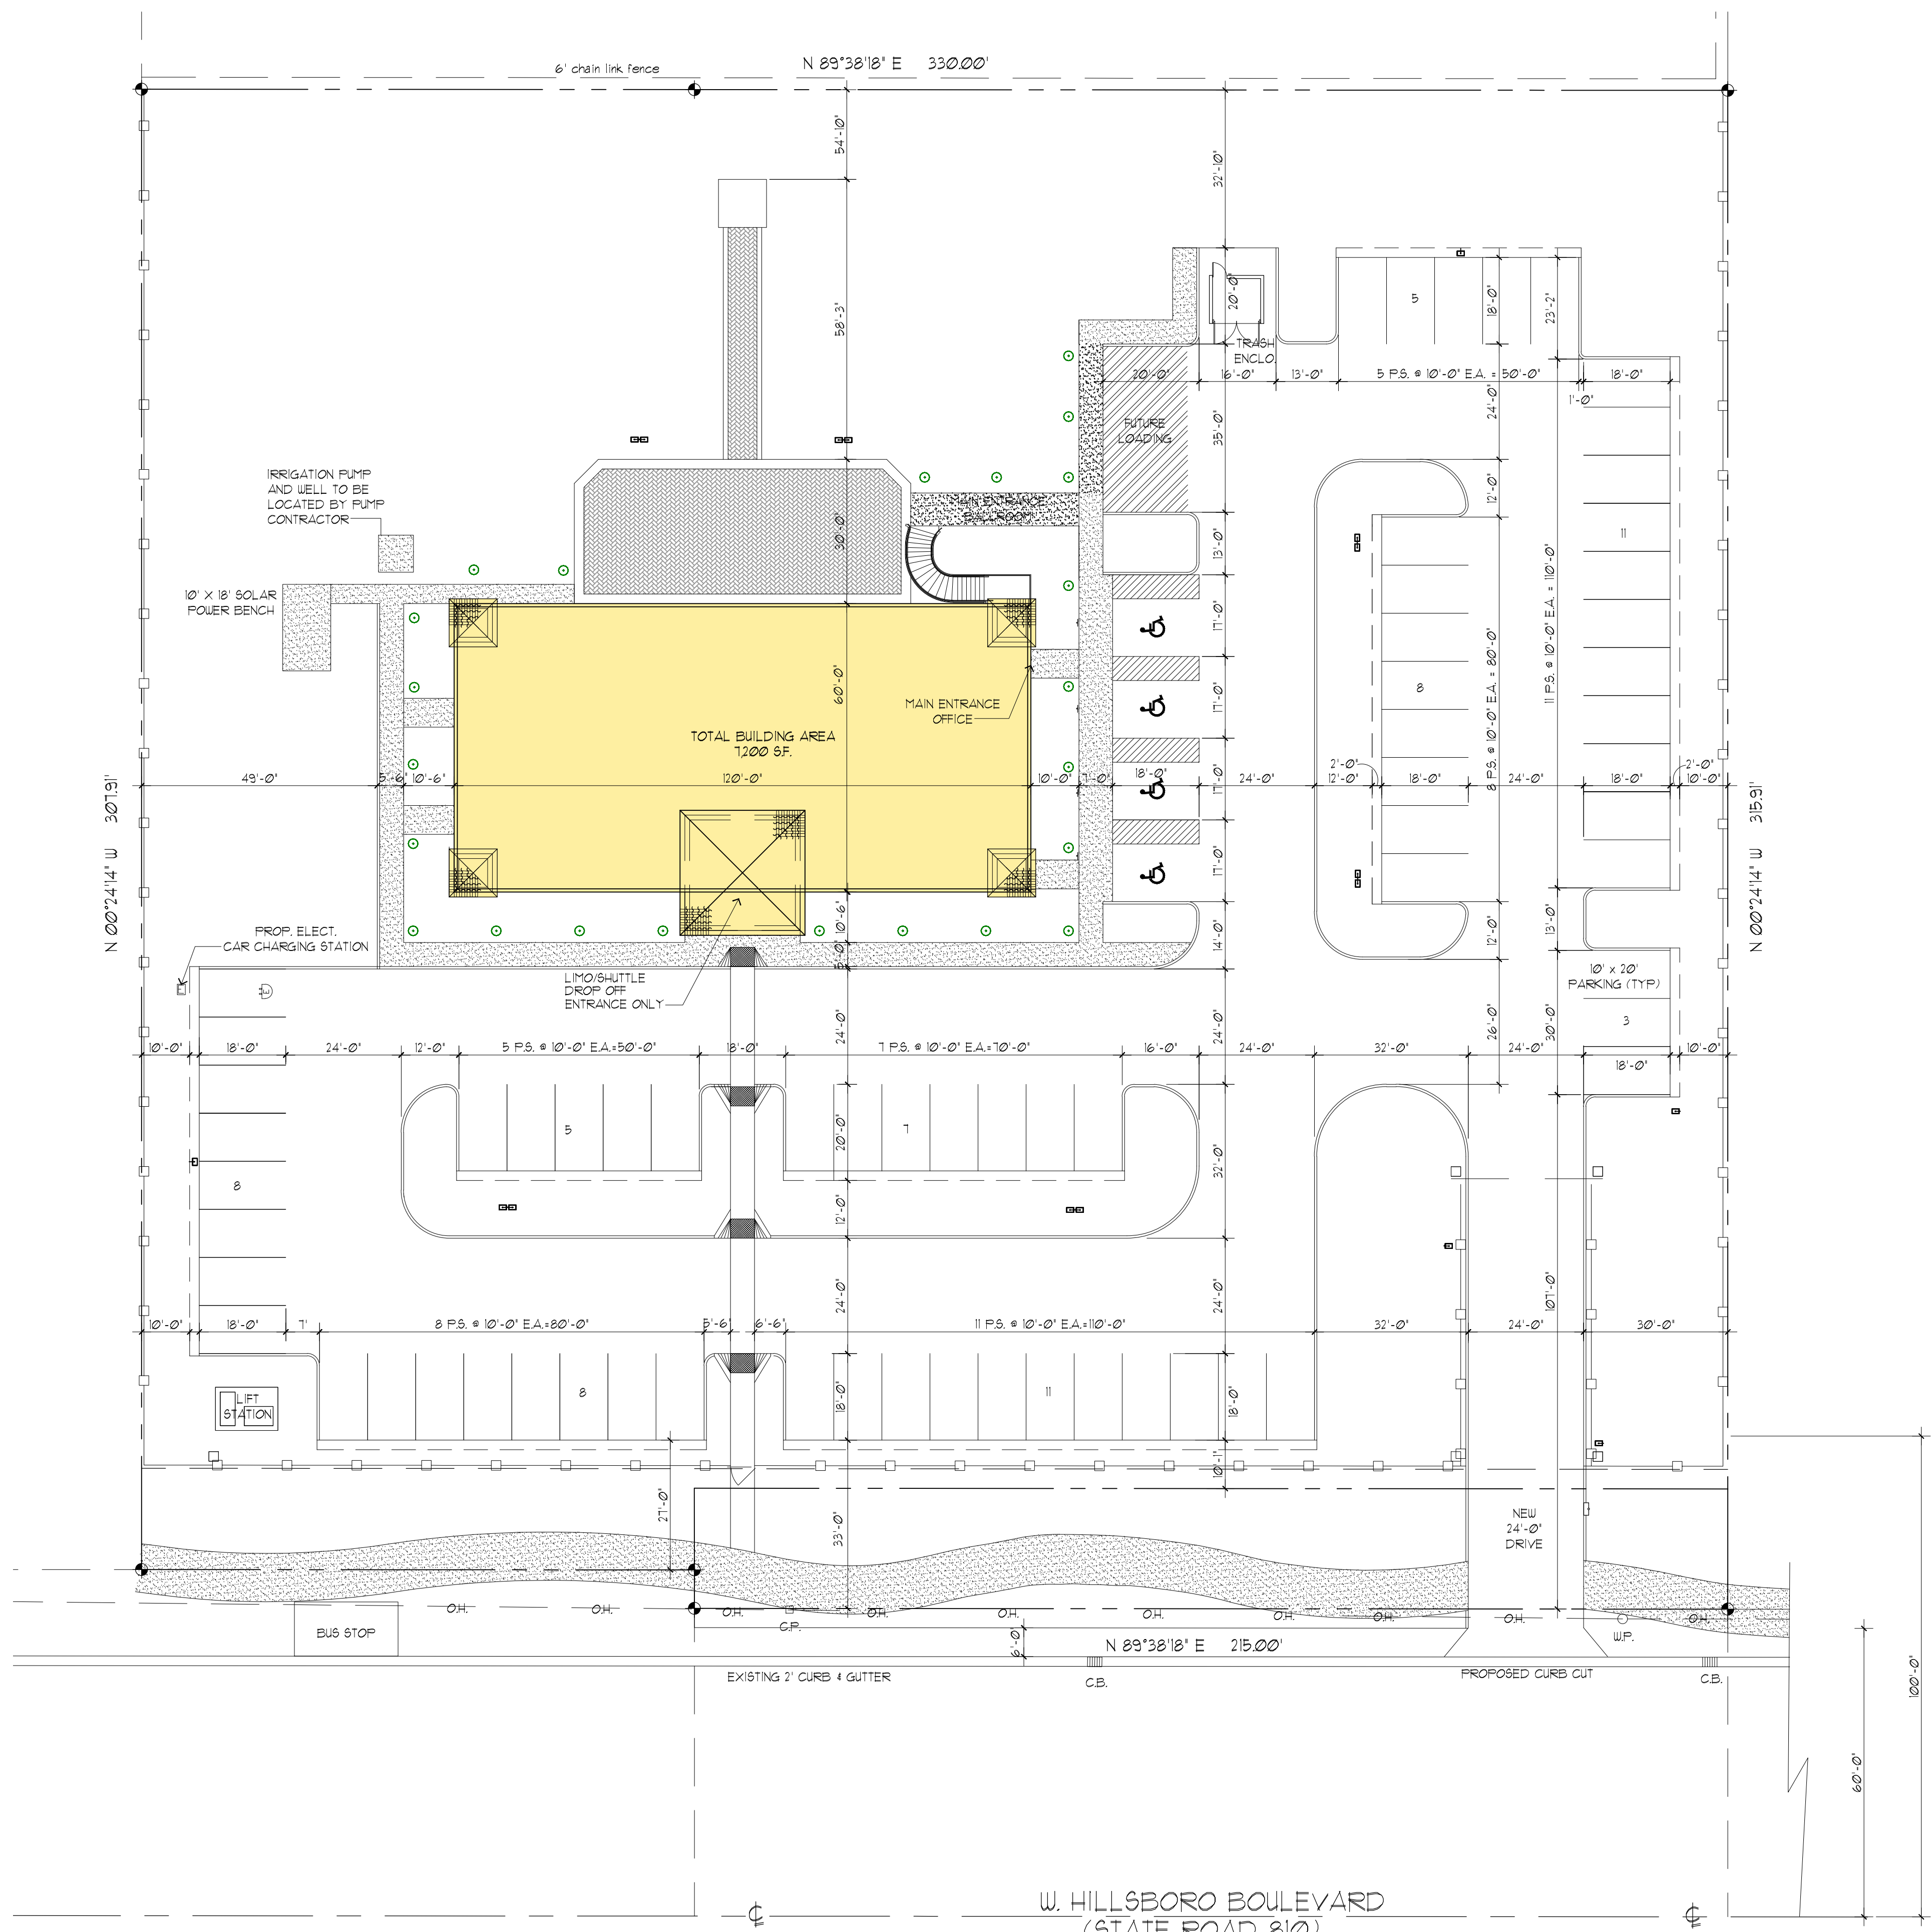 6' chain link fence
N 89°38'18" E 330.00'
54'-10"
32'-10"
58'-3"
20'-0"
TRASH
ENCLO.
5
18'-0"
23'-2"
20'-0"
16'-0"
13'-0"
5 P.S. @ 10'-0" E.A. = 50'-0"
18'-0"
1'-0"
24'-0"
FUTURE
LOADING
35'-0"
IRRIGATION PUMP
AND WELL TO BE
LOCATED BY PUMP
CONTRACTOR
12'-0"
30'-0"
11
13'-0"
10' X 18' SOLAR
POWER BENCH
17'-0"
60'-0"
8 P.S. @ 10'-0" E.A. = 80'-0"
11 P.S. @ 10'-0" E.A. = 110'-0"
8
MAIN ENTRANCE
OFFICE
17'-0"
TOTAL BUILDING AREA
7,200 S.F.
N 00°24'14" W 307.91'
49'-0"
5'-6"
10'-6"
120'-0"
10'-0"
7'-0"
18'-0"
17'-0"
24'-0"
2'-0"
12'-0"
18'-0"
24'-0"
18'-0"
2'-0"
10'-0"
N 00°24'14" W 315.91'
17'-0"
10'-6"
5'-0"
14'-0"
12'-0"
13'-0"
PROP. ELECT.
CAR CHARGING STATION
E
E
LIMO/SHUTTLE
DROP OFF
ENTRANCE ONLY
10' x 20'
PARKING (TYP)
3
24'-0"
24'-0"
26'-0"
30'-0"
10'-0"
18'-0"
24'-0"
12'-0"
5 P.S. @ 10'-0" E.A.=50'-0"
18'-0"
7 P.S. @ 10'-0" E.A.=70'-0"
16'-0"
24'-0"
32'-0"
24'-0"
18'-0"
10'-0"
5
7
20'-0"
32'-0"
8
12'-0"
24'-0"
24'-0"
107'-0"
10'-0"
18'-0"
7'
8 P.S. @ 10'-0" E.A.=80'-0"
5'-6"
6'-6"
11 P.S. @ 10'-0" E.A.=110'-0"
32'-0"
24'-0"
30'-0"
LIFT
STATION
8
18'-0"
11
18'-0"
10'-1"
27'-0"
33'-0"
NEW
24'-0"
DRIVE
O.H. O.H. O.H. O.H. O.H. O.H. O.H. O.H. O.H. O.H.
C.P.
W.P.
BUS STOP
6'-0"
N 89°38'18" E 215.00'
EXISTING 2' CURB & GUTTER
C.B.
PROPOSED CURB CUT
C.B.
100'-0"
60'-0"
W. HILLSBORO BOULEVARD
(STATE ROAD 810)